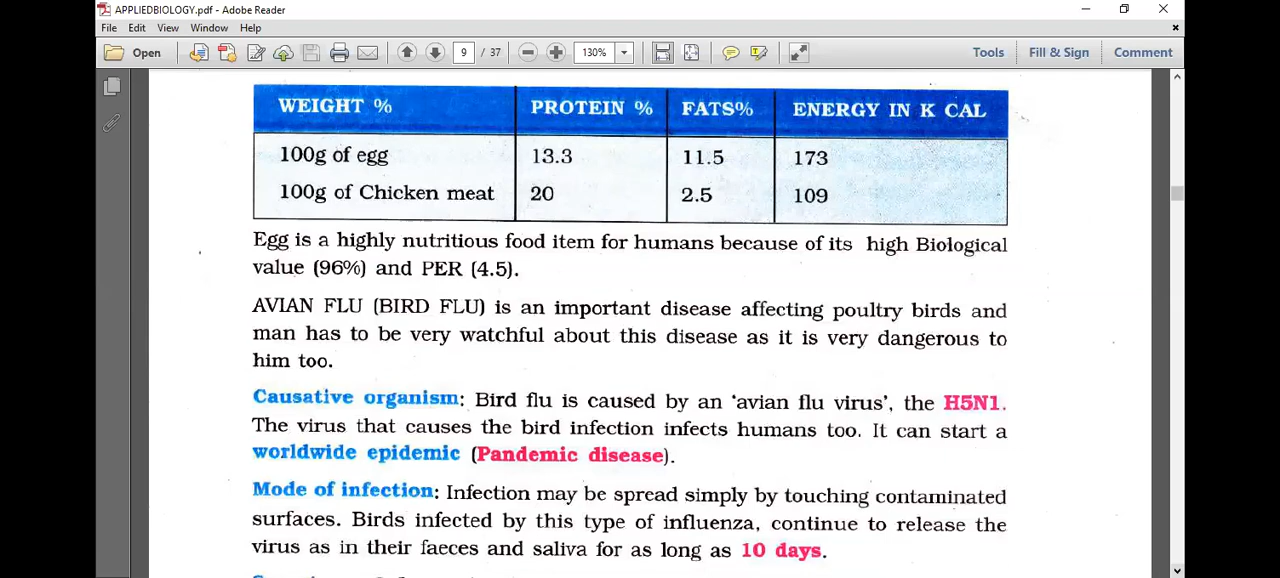 APPLIEDBIOLOGY.pdf - Adobe Reader
File Edit View Window Help
Open 9 / 37 130% Tools Fill & Sign Comment
WEIGHT % PROTEIN % FATS% ENERGY IN K CAL
100g of egg 13.3 11.5 173
100g of Chicken meat 20 2.5 109
Egg is a highly nutritious food item for humans because of its high Biological
value (96%) and PER (4.5).
AVIAN FLU (BIRD FLU) is an important disease affecting poultry birds and
man has to be very watchful about this disease as it is very dangerous to
him too.
Causative organism: Bird flu is caused by an ‘avian flu virus’, the H5N1.
The virus that causes the bird infection infects humans too. It can start a
worldwide epidemic (Pandemic disease).
Mode of infection: Infection may be spread simply by touching contaminated
surfaces. Birds infected by this type of influenza, continue to release the
virus as in their faeces and saliva for as long as 10 days.